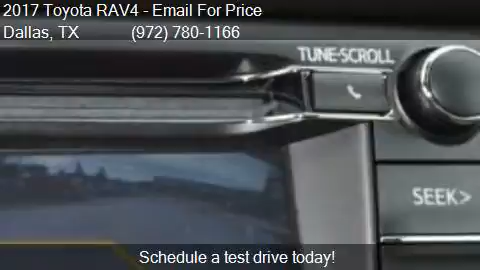 2017 Toyota RAV4 - Email For Price
Dallas, TX (972) 780-1166
TUNE•SCROLL
SEEK>
Schedule a test drive today!